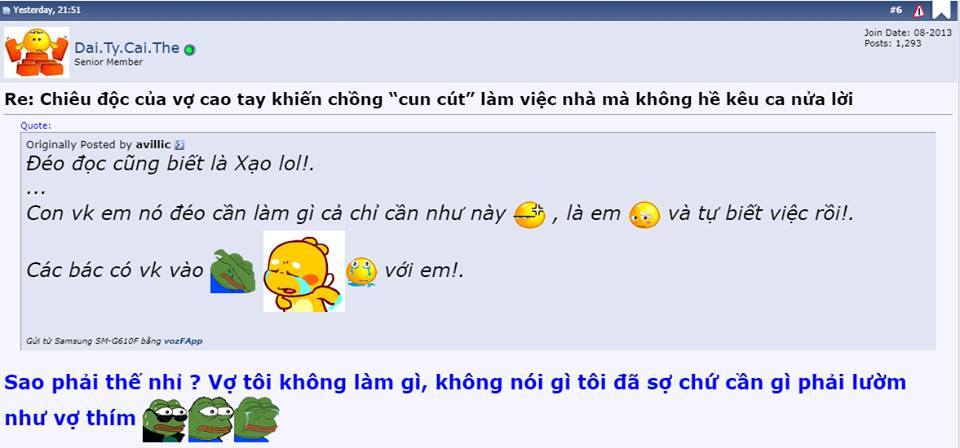 Yesterday, 21:51
#6
Dai.Ty.Cai.The
Senior Member
Join Date: 08-2013
Posts: 1,293
Re: Chiêu độc của vợ cao tay khiến chồng “cun cút” làm việc nhà mà không hề kêu ca nửa lời
Quote:
Originally Posted by avillic
Đéo đọc cũng biết là Xạo lol!.
...
Con vk em nó đéo cần làm gì cả chỉ cần như này , là em và tự biết việc rồi!.
Các bác có vk vào với em!.
Gửi từ Samsung SM-G610F bằng vozFApp
Sao phải thế nhỉ ? Vợ tôi không làm gì, không nói gì tôi đã sợ chứ cần gì phải lườm
như vợ thím